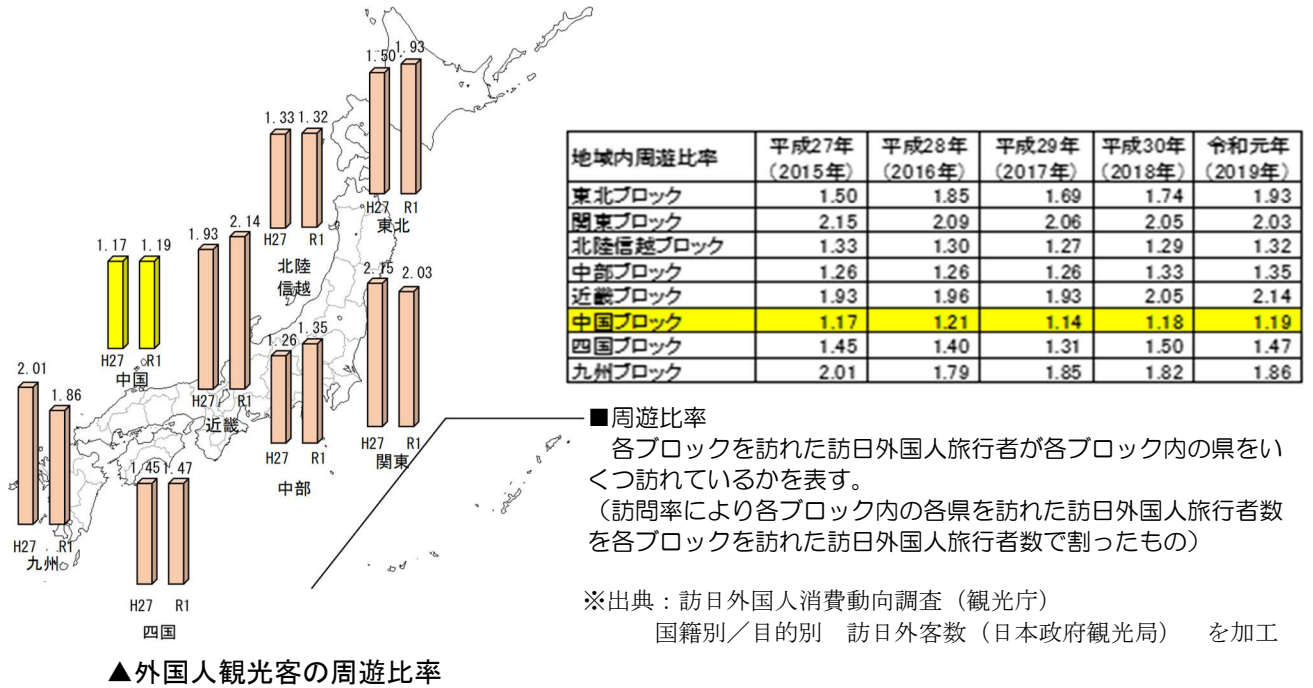 1.50 1.93
H27 R1
東北
1.33 1.32
H27 R1
北陸
信越
1.93 2.14
H27 R1
近畿
1.17 1.19
H27 R1
中国
2.15 2.03
H27 R1
関東
1.26 1.35
H27 R1
中部
2.01 1.86
H27 R1
九州
1.45 1.47
H27 R1
四国
▲外国人観光客の周遊比率
地域内周遊比率 平成27年(2015年) 平成28年(2016年) 平成29年(2017年) 平成30年(2018年) 令和元年(2019年)
東北ブロック 1.50 1.85 1.69 1.74 1.93
関東ブロック 2.15 2.09 2.06 2.05 2.03
北陸信越ブロック 1.33 1.30 1.27 1.29 1.32
中部ブロック 1.26 1.26 1.26 1.33 1.35
近畿ブロック 1.93 1.96 1.93 2.05 2.14
中国ブロック 1.17 1.21 1.14 1.18 1.19
四国ブロック 1.45 1.40 1.31 1.50 1.47
九州ブロック 2.01 1.79 1.85 1.82 1.86
■周遊比率
各ブロックを訪れた訪日外国人旅行者が各ブロック内の県をい
くつ訪れているかを表す。
（訪問率により各ブロック内の各県を訪れた訪日外国人旅行者数
を各ブロックを訪れた訪日外国人旅行者数で割ったもの）
※出典：訪日外国人消費動向調査（観光庁）
国籍別／目的別 訪日外客数（日本政府観光局） を加工